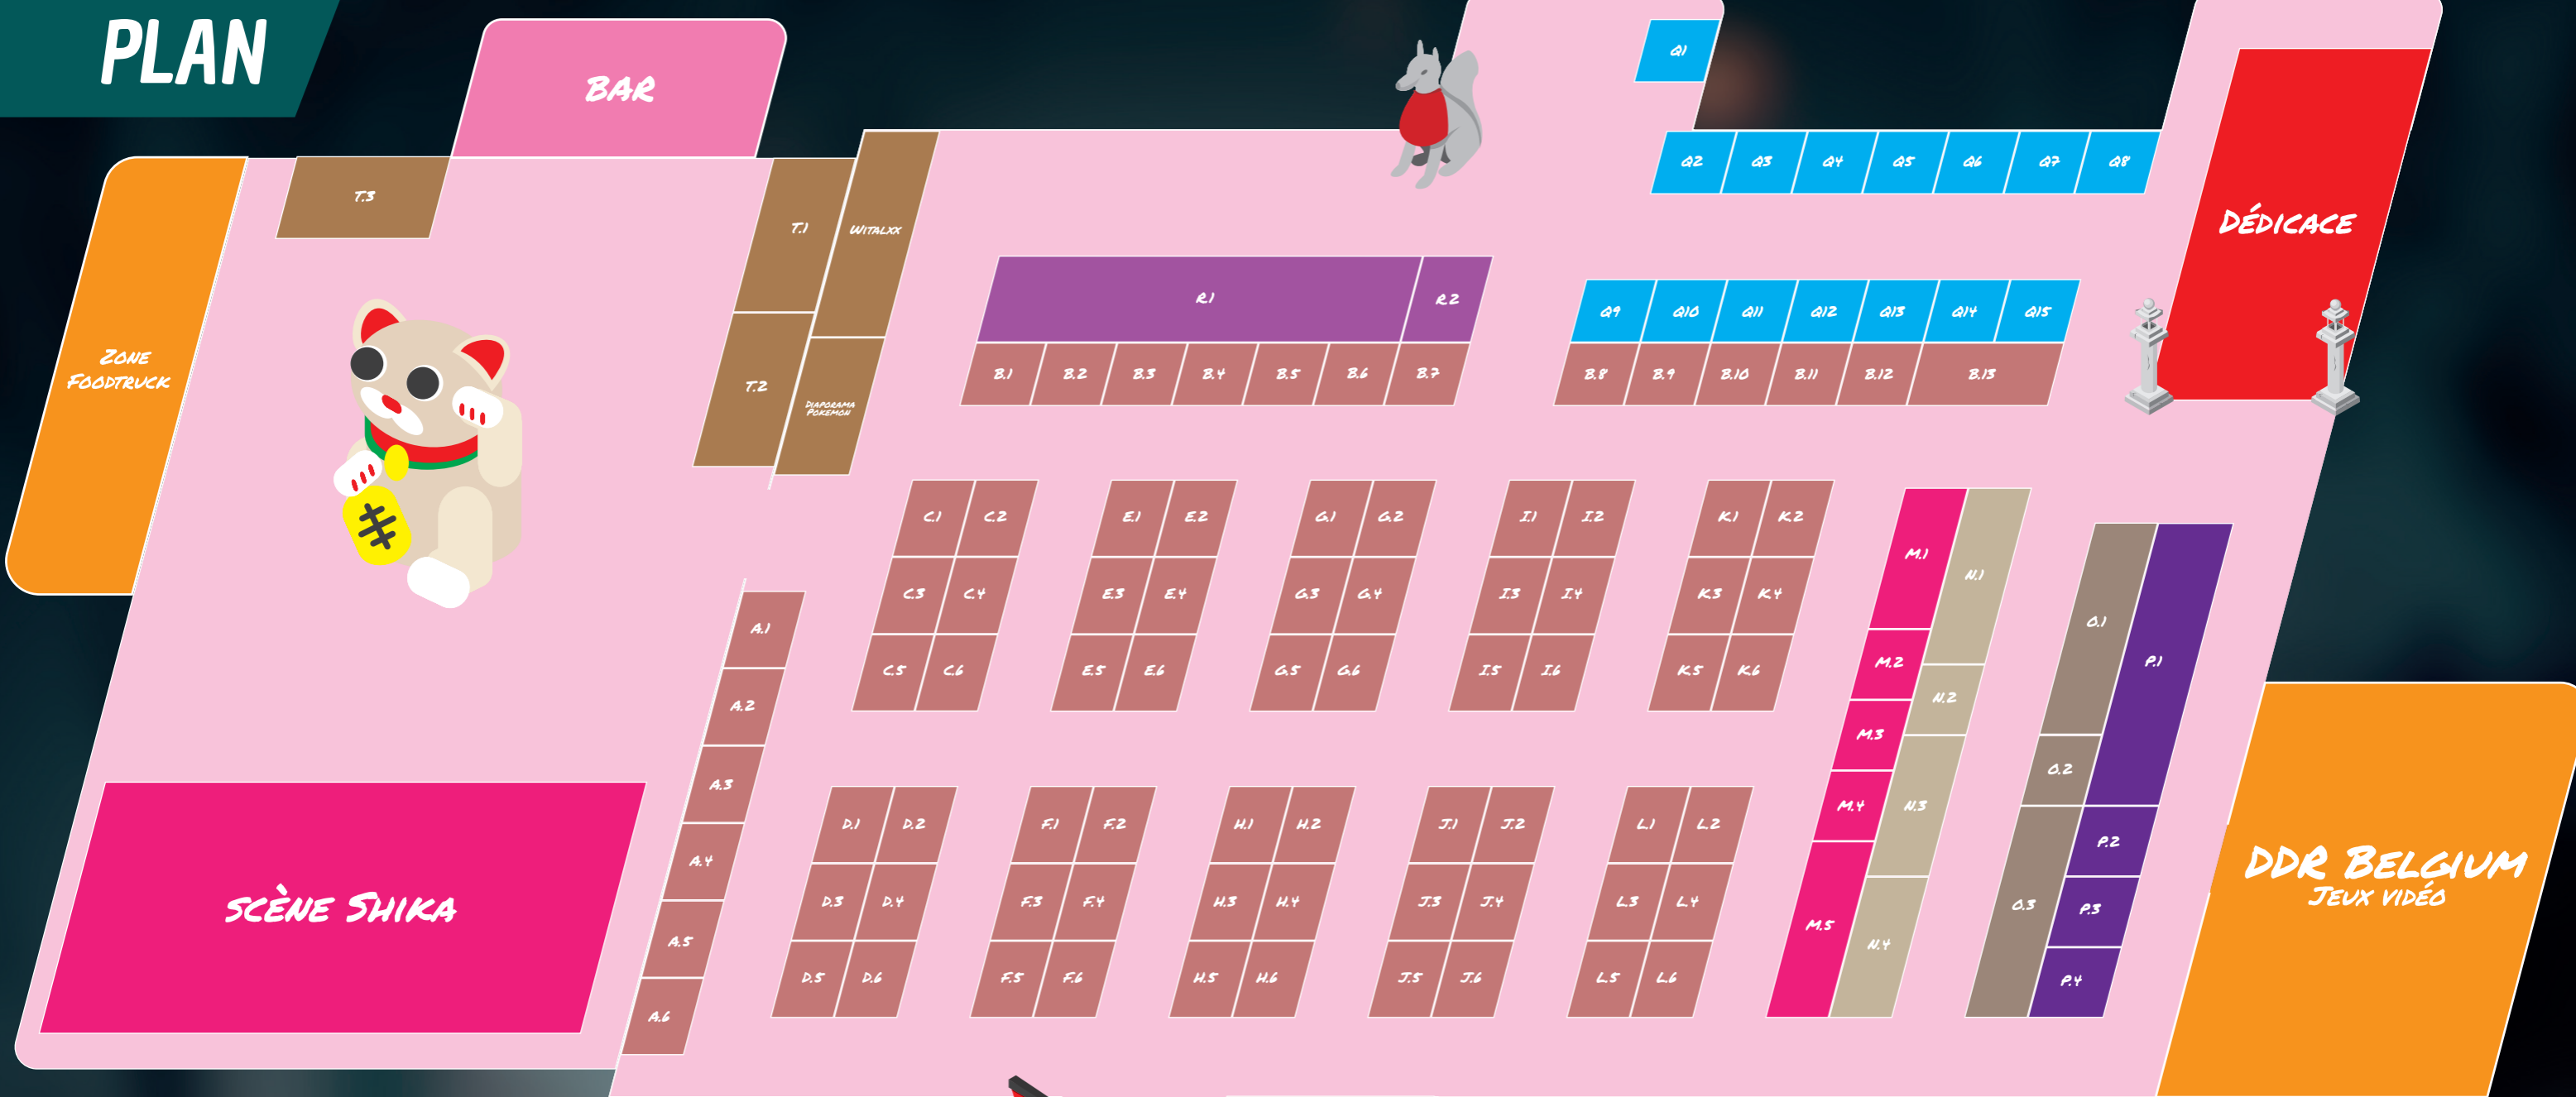 PLAN
BAR
Q1
Q2 Q3 Q4 Q5 Q6 Q7 Q8
T.3
T.1
Witalxx
Dédicace
R.1 R.2
Q9 Q10 Q11 Q12 Q13 Q14 Q15
Zone
Foodtruck
B.1 B.2 B.3 B.4 B.5 B.6 B.7
B.8 B.9 B.10 B.11 B.12 B.13
T.2
Diaporama
Pokemon
C.1 C.2 E.1 E.2 G.1 G.2 I.1 I.2 K.1 K.2
C.3 C.4 E.3 E.4 G.3 G.4 I.3 I.4 K.3 K.4
C.5 C.6 E.5 E.6 G.5 G.6 I.5 I.6 K.5 K.6
M.1
M.2
M.3
M.4
M.5
N.1
N.2
N.3
N.4
O.1
O.2
O.3
P.1
P.2
P.3
P.4
A.1
A.2
A.3
A.4
A.5
A.6
D.1 D.2 F.1 F.2 H.1 H.2 J.1 J.2 L.1 L.2
D.3 D.4 F.3 F.4 H.3 H.4 J.3 J.4 L.3 L.4
D.5 D.6 F.5 F.6 H.5 H.6 J.5 J.6 L.5 L.6
scène Shika
DDR Belgium
Jeux vidéo